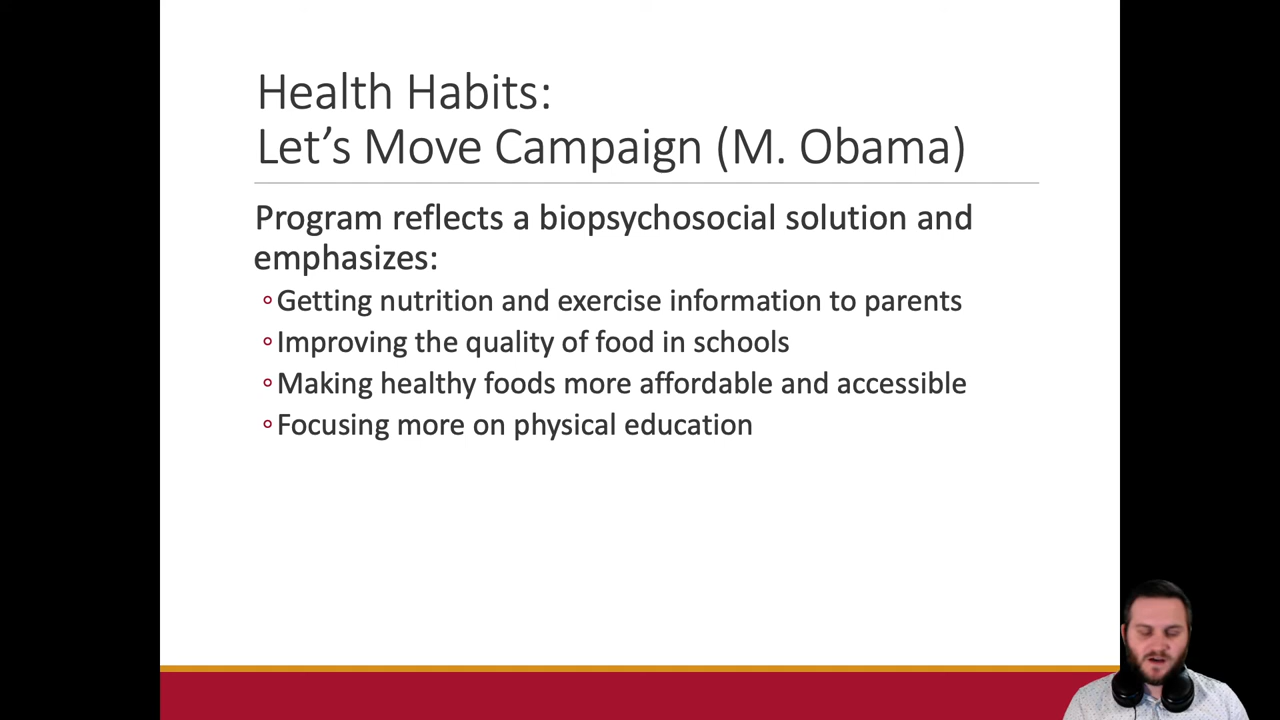 Health Habits:
Let’s Move Campaign (M. Obama)
Program reflects a biopsychosocial solution and
emphasizes:
◦Getting nutrition and exercise information to parents
◦Improving the quality of food in schools
◦Making healthy foods more affordable and accessible
◦Focusing more on physical education